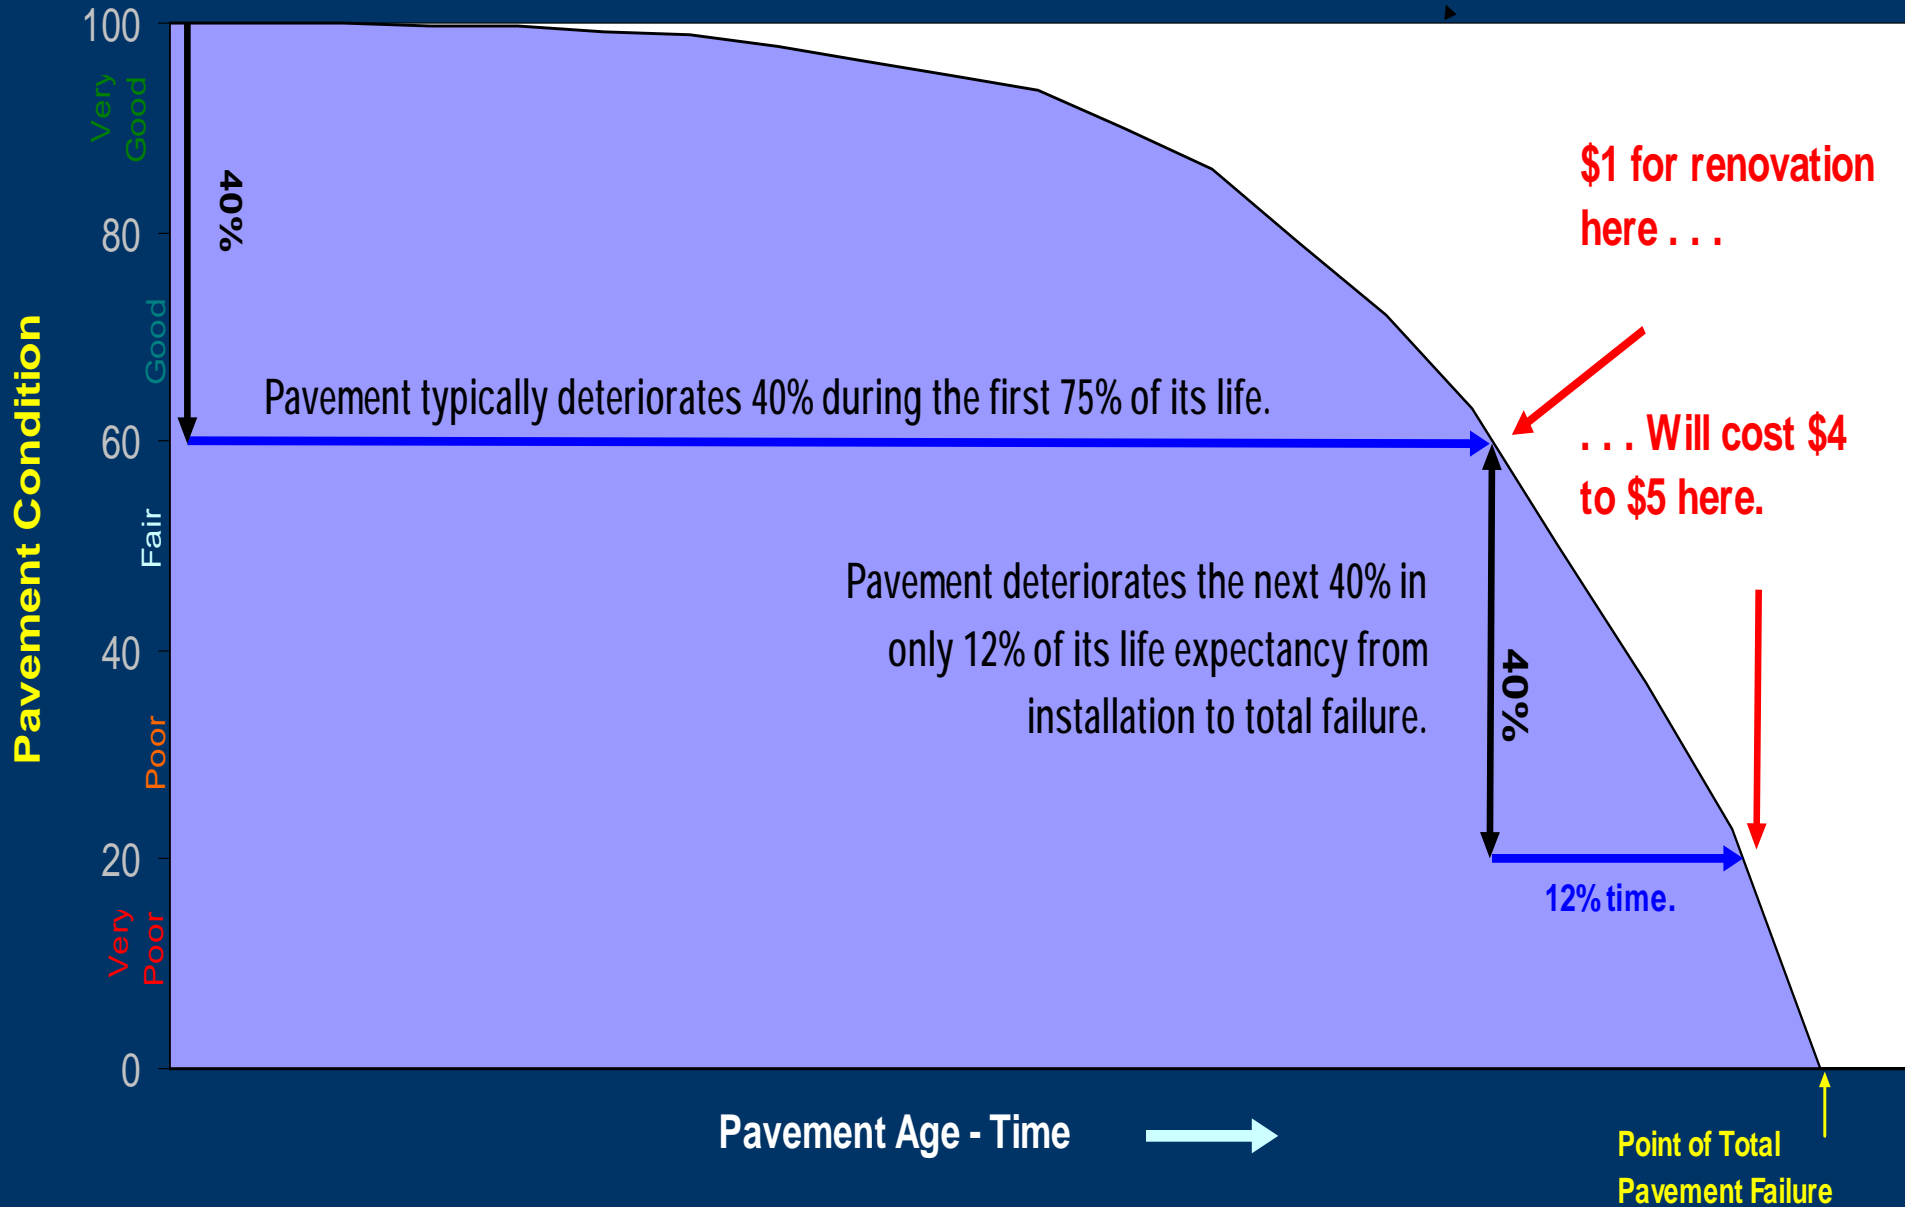 100
Very
Good
40%
$1 for renovation
here . . .
80
Good
Pavement Condition
Pavement typically deteriorates 40% during the first 75% of its life.
60
. . . Will cost $4
to $5 here.
Fair
Pavement deteriorates the next 40% in
only 12% of its life expectancy from
installation to total failure.
40
40%
Poor
20
12% time.
Very
Poor
0
Pavement Age - Time
Point of Total
Pavement Failure